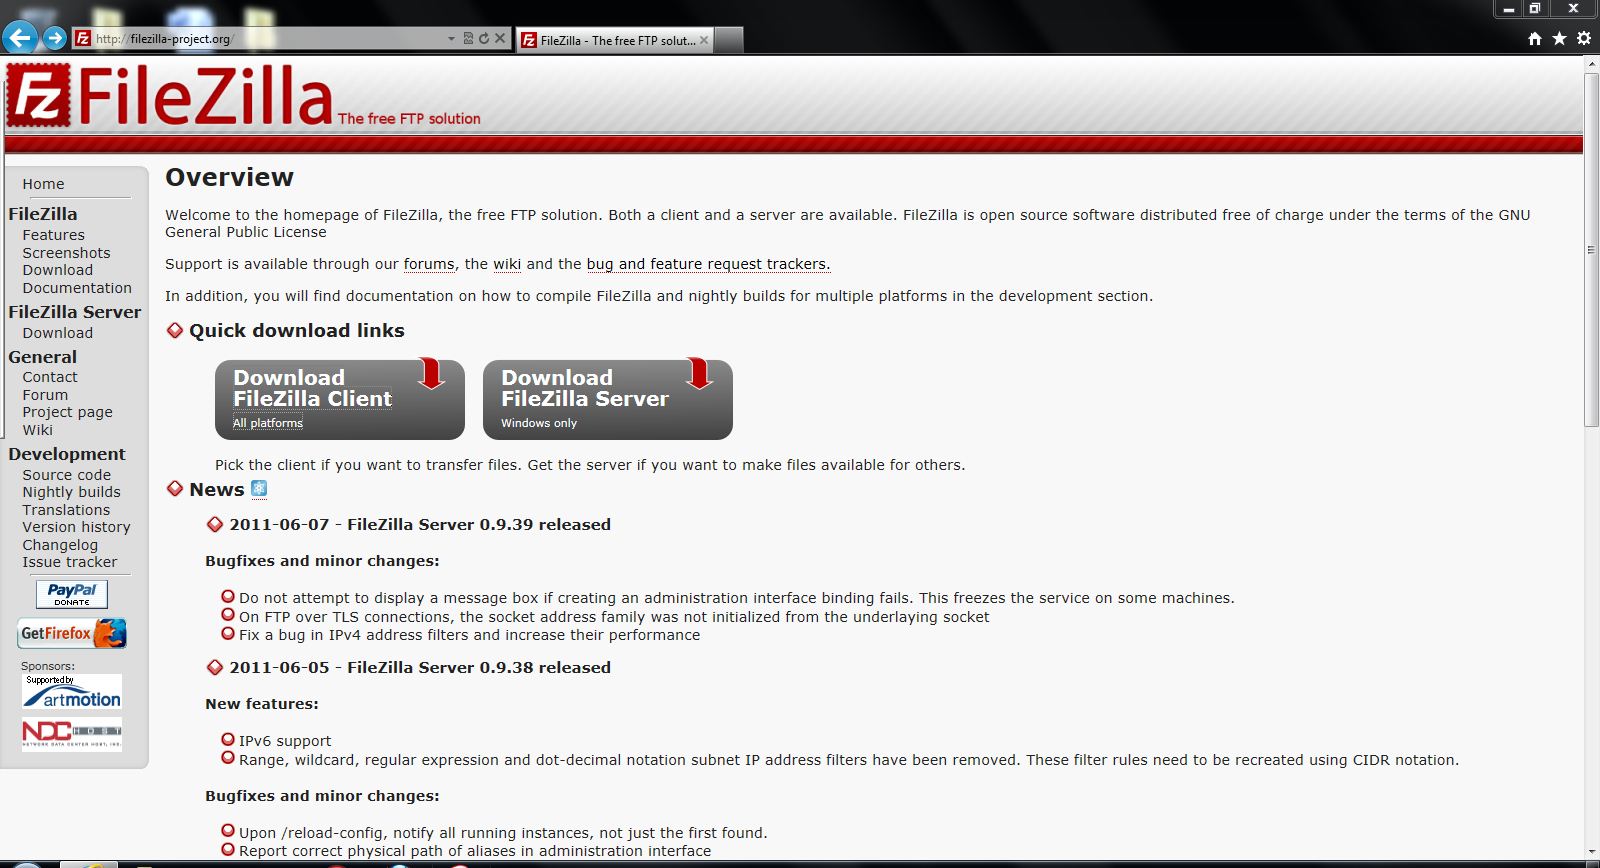 http://filezilla-project.org/
FileZilla - The free FTP solut...
FileZilla The free FTP solution
Home
FileZilla
Features
Screenshots
Download
Documentation
FileZilla Server
Download
General
Contact
Forum
Project page
Wiki
Development
Source code
Nightly builds
Translations
Version history
Changelog
Issue tracker
PayPal
DONATE
GetFirefox
Sponsors:
Supported by
artmotion
NDC HOST
NETWORK DATA CENTER HOST, INC.
Overview
Welcome to the homepage of FileZilla, the free FTP solution. Both a client and a server are available. FileZilla is open source software distributed free of charge under the terms of the GNU
General Public License
Support is available through our forums, the wiki and the bug and feature request trackers.
In addition, you will find documentation on how to compile FileZilla and nightly builds for multiple platforms in the development section.
Quick download links
Download
FileZilla Client
All platforms
Download
FileZilla Server
Windows only
Pick the client if you want to transfer files. Get the server if you want to make files available for others.
News
2011-06-07 - FileZilla Server 0.9.39 released
Bugfixes and minor changes:
Do not attempt to display a message box if creating an administration interface binding fails. This freezes the service on some machines.
On FTP over TLS connections, the socket address family was not initialized from the underlaying socket
Fix a bug in IPv4 address filters and increase their performance
2011-06-05 - FileZilla Server 0.9.38 released
New features:
IPv6 support
Range, wildcard, regular expression and dot-decimal notation subnet IP address filters have been removed. These filter rules need to be recreated using CIDR notation.
Bugfixes and minor changes:
Upon /reload-config, notify all running instances, not just the first found.
Report correct physical path of aliases in administration interface